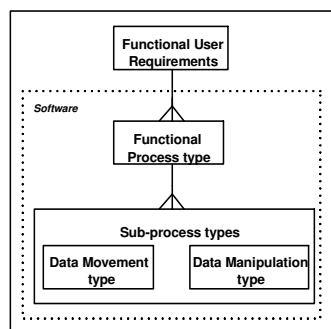 Functional User
Requirements
Software
Functional
Process type
Sub-process types
Data Movement
type
Data Manipulation
type